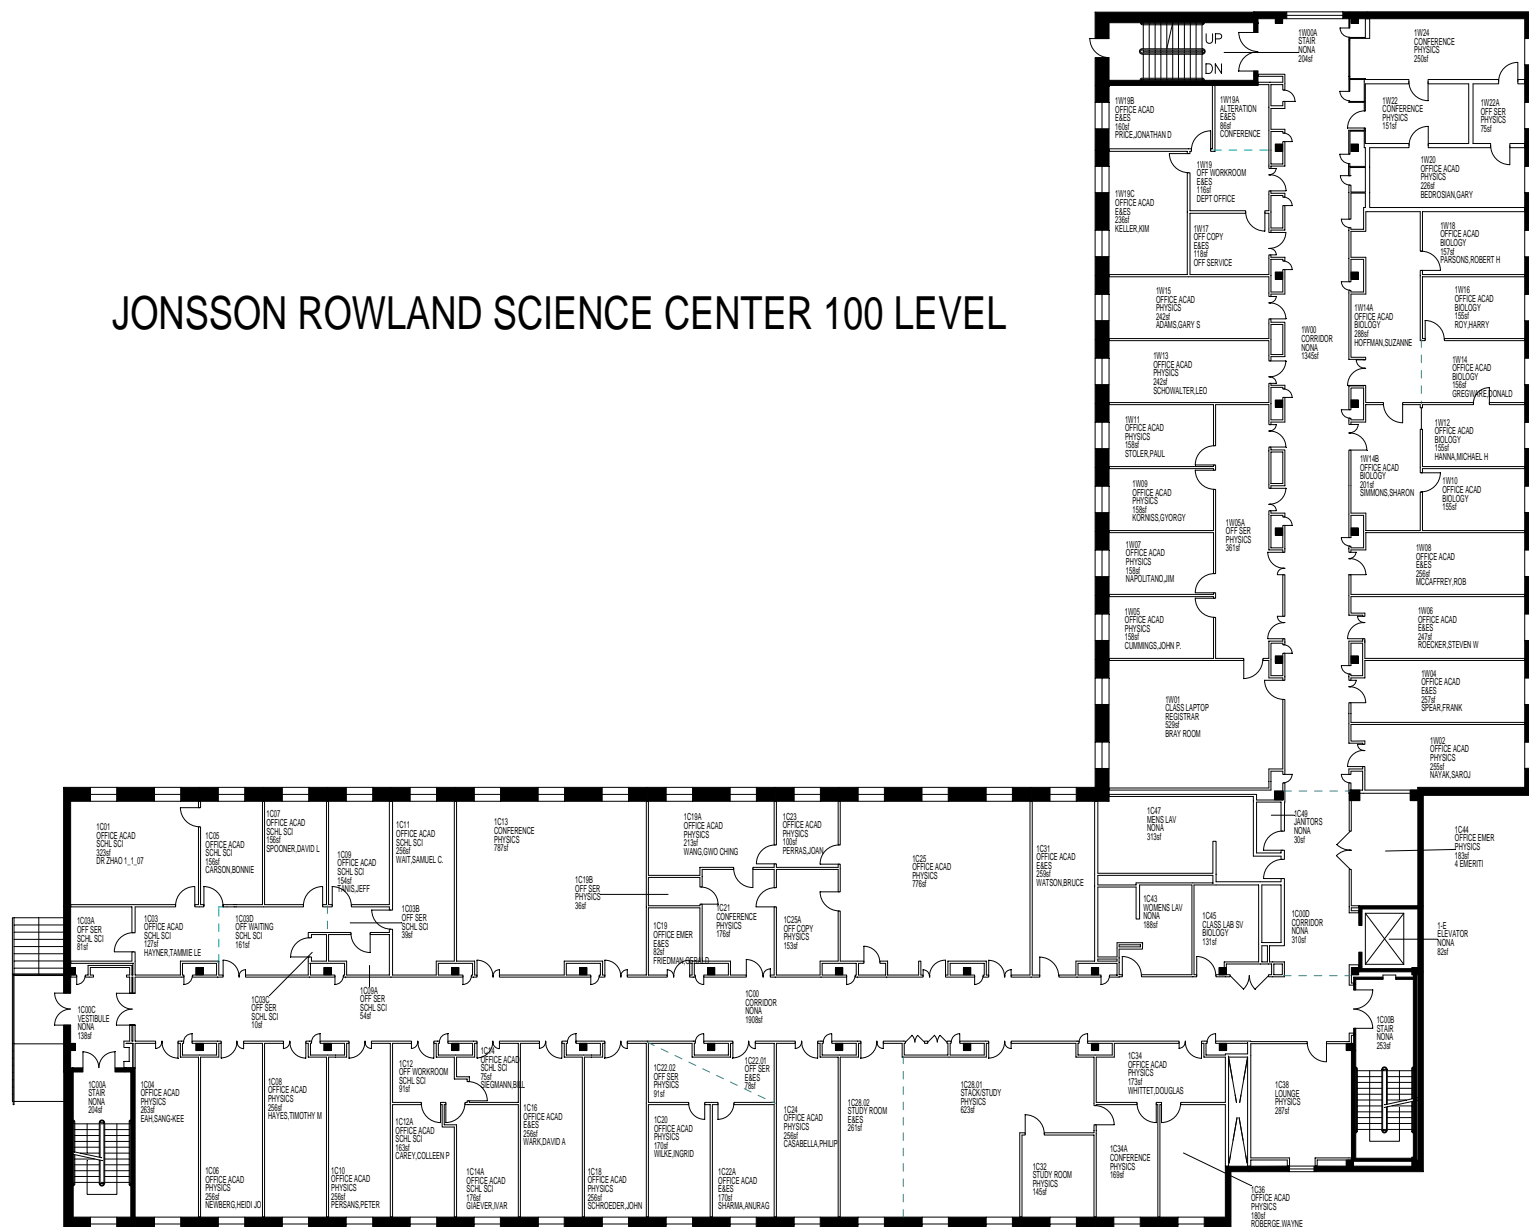 JONSSON ROWLAND SCIENCE CENTER 100 LEVEL
UP
DN
1W00A
STAIR
NONA
204sf
1W24
CONFERENCE
PHYSICS
250sf
1W19B
OFFICE ACAD
E&ES
160sf
PRICE,JONATHAN D
1W19A
ALTERATION
E&ES
86sf
CONFERENCE
1W22
CONFERENCE
PHYSICS
151sf
1W22A
OFF SER
PHYSICS
75sf
1W19
OFF WORKROOM
E&ES
116sf
DEPT OFFICE
1W20
OFFICE ACAD
PHYSICS
226sf
BEDROSIAN,GARY
1W19C
OFFICE ACAD
E&ES
236sf
KELLER,KIM
1W17
OFF COPY
E&ES
118sf
OFF SERVICE
1W18
OFFICE ACAD
BIOLOGY
157sf
PARSONS,ROBERT H
1W15
OFFICE ACAD
PHYSICS
242sf
ADAMS,GARY S
1W00
CORRIDOR
NONA
1345sf
1W14A
OFFICE ACAD
BIOLOGY
288sf
HOFFMAN,SUZANNE
1W16
OFFICE ACAD
BIOLOGY
155sf
ROY,HARRY
1W13
OFFICE ACAD
PHYSICS
242sf
SCHOWALTER,LEO
1W14
OFFICE ACAD
BIOLOGY
156sf
GREGWARE,DONALD
1W11
OFFICE ACAD
PHYSICS
158sf
STOLER,PAUL
1W12
OFFICE ACAD
BIOLOGY
155sf
HANNA,MICHAEL H
1W14B
OFFICE ACAD
BIOLOGY
201sf
SIMMONS,SHARON
1W09
OFFICE ACAD
PHYSICS
158sf
KORNISS,GYORGY
1W10
OFFICE ACAD
BIOLOGY
155sf
1W05A
OFF SER
PHYSICS
361sf
1W07
OFFICE ACAD
PHYSICS
158sf
NAPOLITANO,JIM
1W08
OFFICE ACAD
E&ES
256sf
MCCAFFREY,ROB
1W05
OFFICE ACAD
PHYSICS
158sf
CUMMINGS,JOHN P.
1W06
OFFICE ACAD
E&ES
247sf
ROECKER,STEVEN W
1W01
CLASS LAPTOP
REGISTRAR
529sf
BRAY ROOM
1W04
OFFICE ACAD
E&ES
257sf
SPEAR,FRANK
1W02
OFFICE ACAD
PHYSICS
255sf
NAYAK,SAROJ
1C01
OFFICE ACAD
SCHL SCI
323sf
DR ZHAO 1_1_07
1C05
OFFICE ACAD
SCHL SCI
156sf
CARSON,BONNIE
1C07
OFFICE ACAD
SCHL SCI
156sf
SPOONER,DAVID L
1C09
OFFICE ACAD
SCHL SCI
154sf
TANIS,JEFF
1C11
OFFICE ACAD
SCHL SCI
256sf
WAIT,SAMUEL C.
1C13
CONFERENCE
PHYSICS
787sf
1C19A
OFFICE ACAD
PHYSICS
213sf
WANG,GWO CHING
1C23
OFFICE ACAD
PHYSICS
100sf
PERRAS,JOAN
1C25
OFFICE ACAD
PHYSICS
776sf
1C31
OFFICE ACAD
E&ES
259sf
WATSON,BRUCE
1C47
MENS LAV
NONA
313sf
1C49
JANITORS
NONA
30sf
1C44
OFFICE EMER
PHYSICS
183sf
4 EMERITI
1C19B
OFF SER
PHYSICS
36sf
1C03A
OFF SER
SCHL SCI
81sf
1C03
OFFICE ACAD
SCHL SCI
127sf
HAYNER,TAMMIE LE
1C03D
OFF WAITING
SCHL SCI
161sf
1C03B
OFF SER
SCHL SCI
39sf
1C19
OFFICE EMER
E&ES
82sf
FRIEDMAN,GERALD
1C21
CONFERENCE
PHYSICS
176sf
1C25A
OFF COPY
PHYSICS
153sf
1C43
WOMENS LAV
NONA
188sf
1C45
CLASS LAB SV
BIOLOGY
131sf
1C00D
CORRIDOR
NONA
310sf
1-E
ELEVATOR
NONA
82sf
1C00C
VESTIBULE
NONA
138sf
1C03C
OFF SER
SCHL SCI
10sf
1C09A
OFF SER
SCHL SCI
54sf
1C00
CORRIDOR
NONA
1908sf
1C00B
STAIR
NONA
253sf
1C00A
STAIR
NONA
204sf
1C04
OFFICE ACAD
PHYSICS
263sf
EAH,SANG-KEE
1C08
OFFICE ACAD
PHYSICS
256sf
HAYES,TIMOTHY M
1C12
OFF WORKROOM
SCHL SCI
91sf
1C14
OFFICE ACAD
SCHL SCI
75sf
SIEGMANN,BILL
1C22.02
OFF SER
PHYSICS
91sf
1C22.01
OFF SER
E&ES
78sf
1C34
OFFICE ACAD
PHYSICS
173sf
WHITTET,DOUGLAS
1C12A
OFFICE ACAD
SCHL SCI
163sf
CAREY,COLLEEN P
1C16
OFFICE ACAD
E&ES
256sf
WARK,DAVID A
1C20
OFFICE ACAD
PHYSICS
170sf
WILKE,INGRID
1C24
OFFICE ACAD
PHYSICS
256sf
CASABELLA,PHILIP
1C28.02
STUDY ROOM
E&ES
261sf
1C28.01
STACK/STUDY
PHYSICS
623sf
1C38
LOUNGE
PHYSICS
287sf
1C06
OFFICE ACAD
PHYSICS
256sf
NEWBERG,HEIDI JO
1C10
OFFICE ACAD
PHYSICS
256sf
PERSANS,PETER
1C14A
OFFICE ACAD
SCHL SCI
176sf
GIAEVER,IVAR
1C18
OFFICE ACAD
PHYSICS
256sf
SCHROEDER,JOHN
1C22A
OFFICE ACAD
E&ES
170sf
SHARMA,ANURAG
1C32
STUDY ROOM
PHYSICS
145sf
1C34A
CONFERENCE
PHYSICS
169sf
1C36
OFFICE ACAD
PHYSICS
180sf
ROBERGE,WAYNE